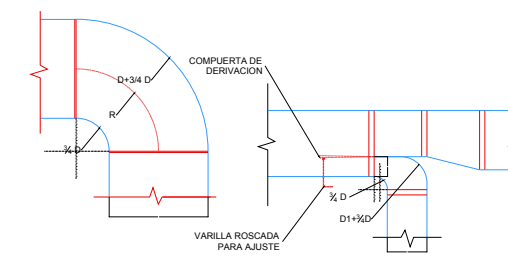 D+3/4 D
R
¾ D
COMPUERTA DE
DERIVACION
¾ D
D1+¾D
VARILLA ROSCADA
PARA AJUSTE